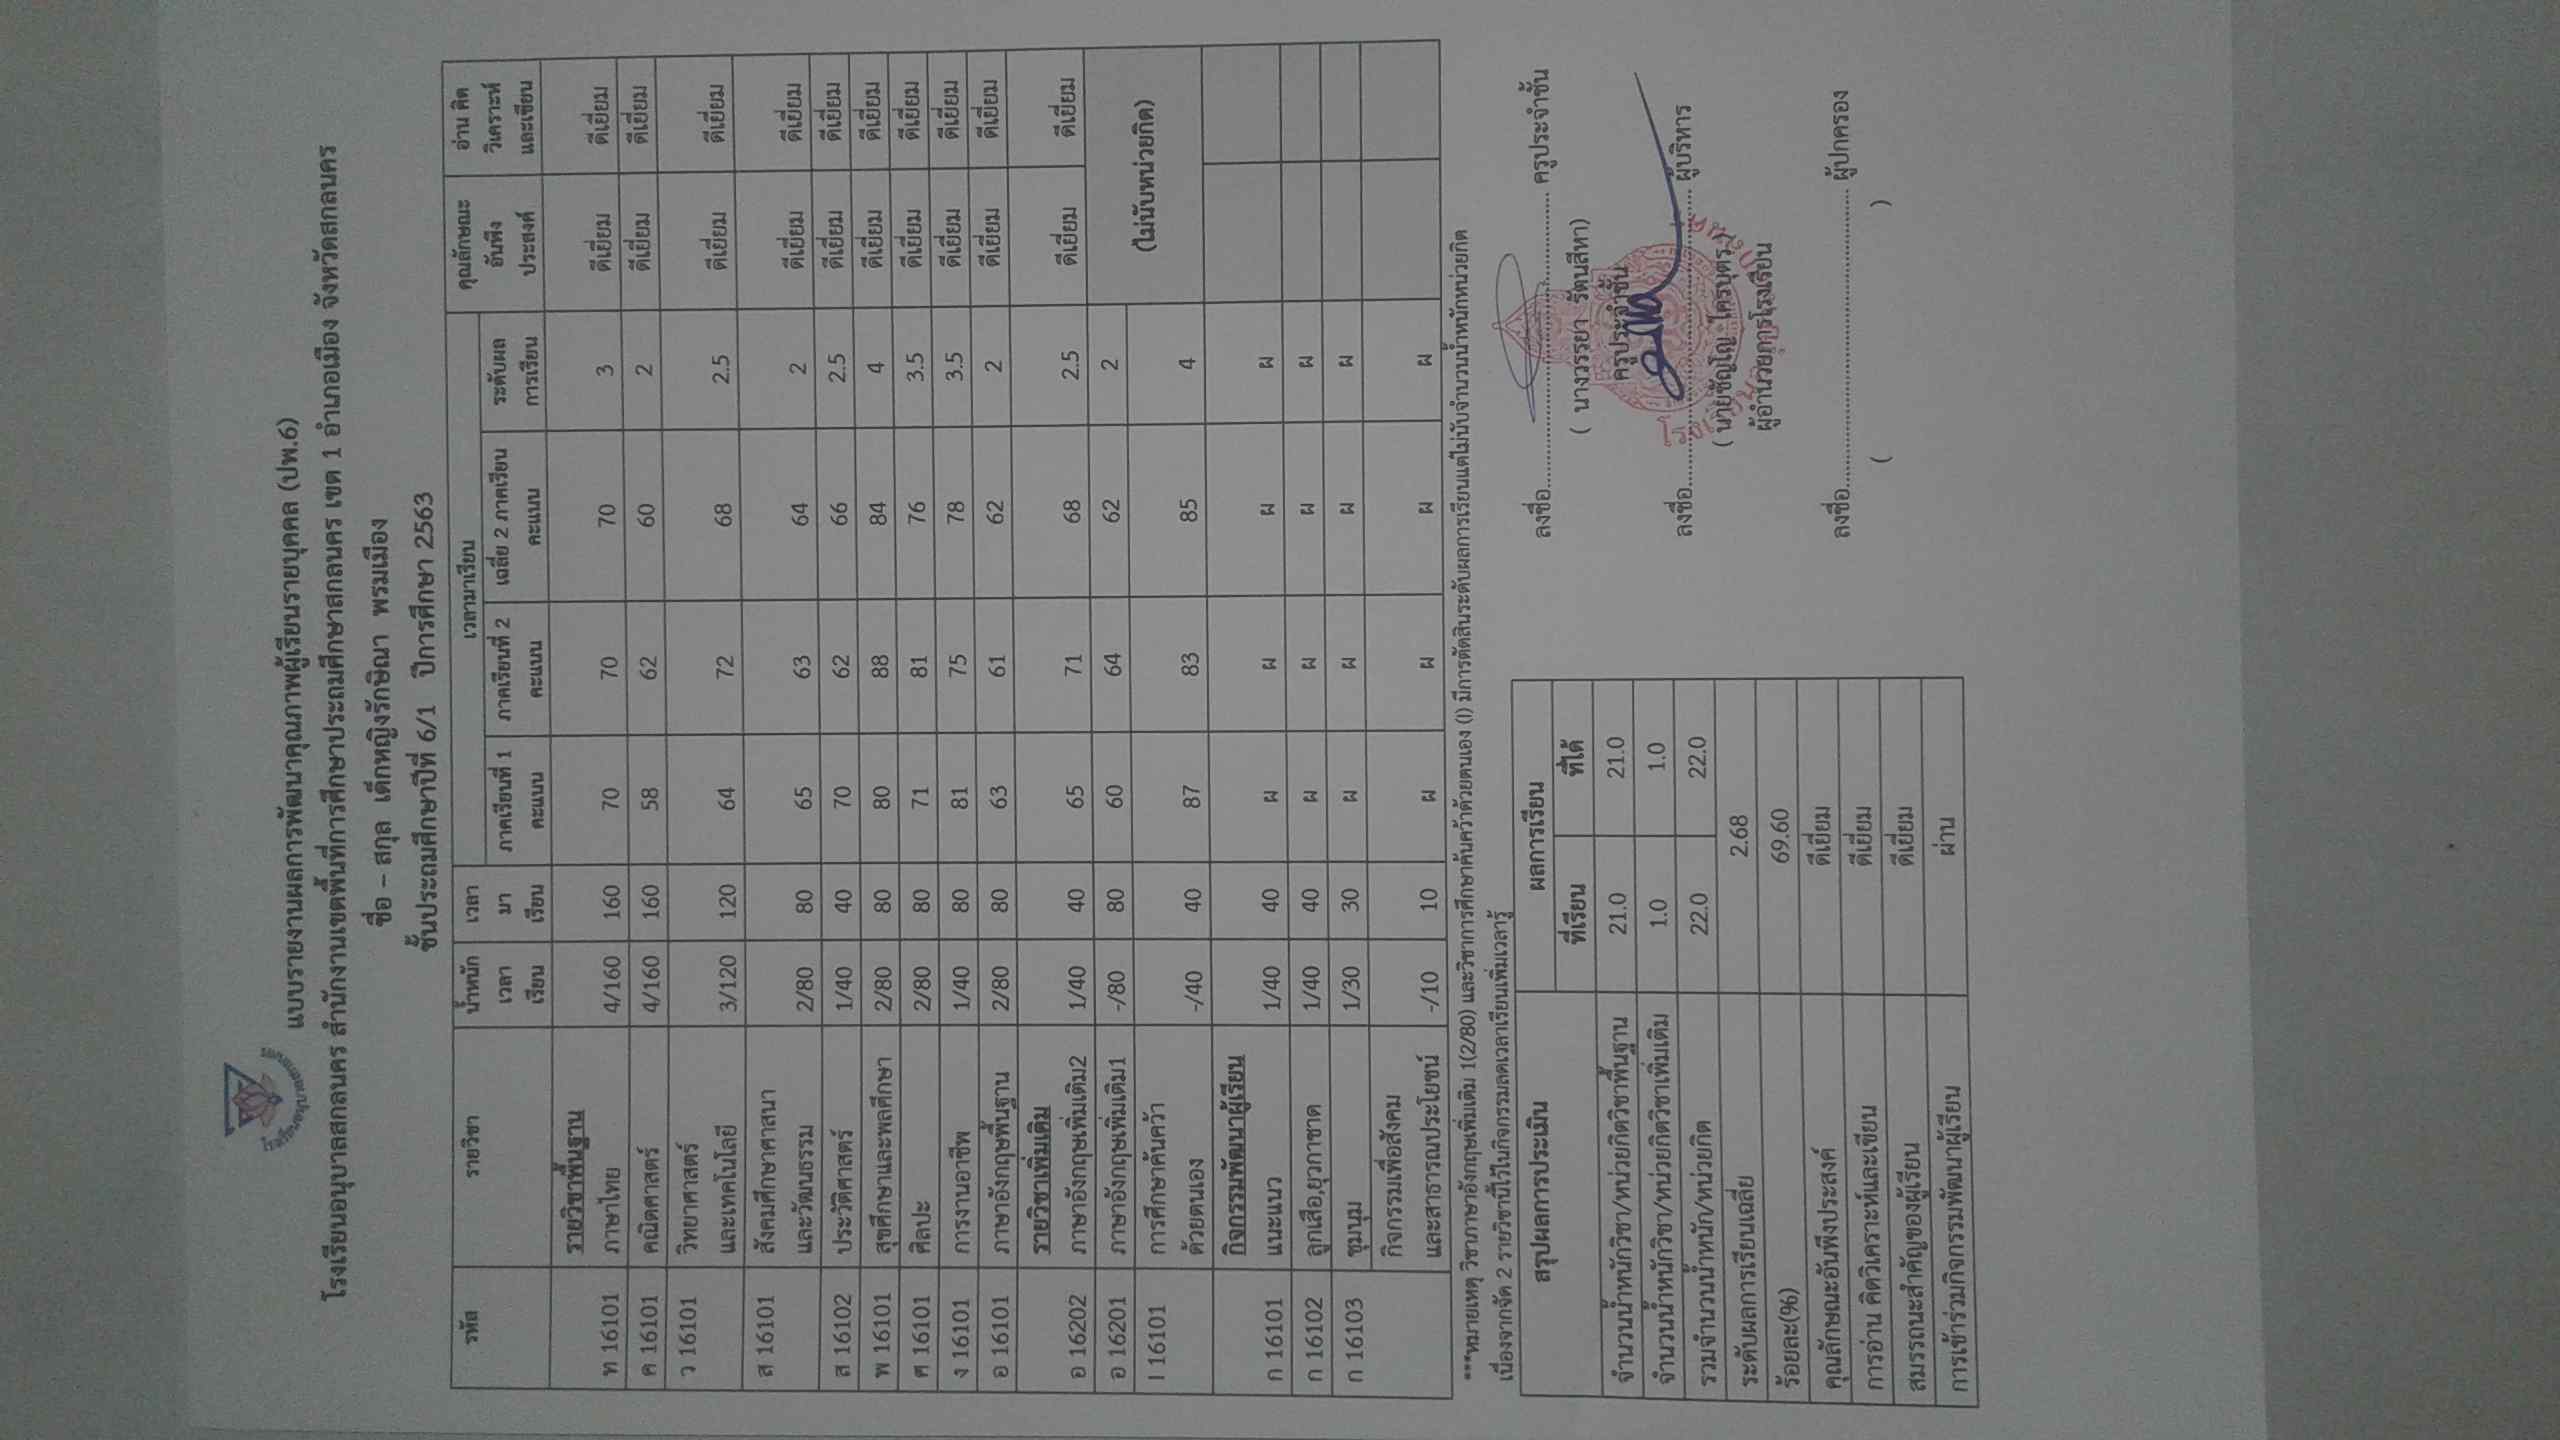 แบบรายงานผลการพัฒนาคุณภาพผู้เรียนรายบุคคล (ปพ.6)
โรงเรียนอนุบาลสกลนคร สำนักงานเขตพื้นที่การศึกษาประถมศึกษาสกลนคร เขต 1 อำเภอเมือง จังหวัดสกลนคร
ชื่อ – สกุล เด็กหญิงรักษิณา พรมเมือง
ชั้นประถมศึกษาปีที่ 6/1 ปีการศึกษา 2563
รหัส รายวิชา น้ำหนัก เวลา เรียน เวลา มา เรียน เวลามาเรียน คุณลักษณะ อันพึง ประสงค์ อ่าน คิด วิเคราะห์ และเขียน
ภาคเรียนที่ 1 คะแนน ภาคเรียนที่ 2 คะแนน เฉลี่ย 2 ภาคเรียน คะแนน ระดับผล การเรียน
รายวิชาพื้นฐาน
ท 16101 ภาษาไทย 4/160 160 70 70 70 3 ดีเยี่ยม ดีเยี่ยม
ค 16101 คณิตศาสตร์ 4/160 160 58 62 60 2 ดีเยี่ยม ดีเยี่ยม
ว 16101 วิทยาศาสตร์
และเทคโนโลยี 3/120 120 64 72 68 2.5 ดีเยี่ยม ดีเยี่ยม
ส 16101 สังคมศึกษาศาสนา
และวัฒนธรรม 2/80 80 65 63 64 2 ดีเยี่ยม ดีเยี่ยม
ส 16102 ประวัติศาสตร์ 1/40 40 70 62 66 2.5 ดีเยี่ยม ดีเยี่ยม
พ 16101 สุขศึกษาและพลศึกษา 2/80 80 80 88 84 4 ดีเยี่ยม ดีเยี่ยม
ศ 16101 ศิลปะ 2/80 80 71 81 76 3.5 ดีเยี่ยม ดีเยี่ยม
ง 16101 การงานอาชีพ 1/40 80 81 75 78 3.5 ดีเยี่ยม ดีเยี่ยม
อ 16101 ภาษาอังกฤษพื้นฐาน 2/80 80 63 61 62 2 ดีเยี่ยม ดีเยี่ยม
รายวิชาเพิ่มเติม
อ 16202 ภาษาอังกฤษเพิ่มเติม2 1/40 40 65 71 68 2.5 ดีเยี่ยม ดีเยี่ยม
อ 16201 ภาษาอังกฤษเพิ่มเติม1 -/80 80 60 64 62 2 (ไม่นับหน่วยกิต)
I 16101 การศึกษาค้นคว้า
ด้วยตนเอง -/40 40 87 83 85 4
กิจกรรมพัฒนาผู้เรียน
ก 16101 แนะแนว 1/40 40 ผ ผ ผ ผ
ก 16102 ลูกเสือ,ยุวกาชาด 1/40 40 ผ ผ ผ ผ
ก 16103 ชุมนุม 1/30 30 ผ ผ ผ ผ
กิจกรรมเพื่อสังคม
และสาธารณประโยชน์ -/10 10 ผ ผ ผ ผ
***หมายเหตุ วิชาภาษาอังกฤษเพิ่มเติม 1(2/80) และวิชาการศึกษาค้นคว้าด้วยตนเอง (I) มีการตัดสินระดับผลการเรียนแต่ไม่นับจำนวนน้ำหนักหน่วยกิต
เนื่องจากจัด 2 รายวิชานี้ไว้ในกิจกรรมลดเวลาเรียนเพิ่มเวลารู้
สรุปผลการประเมิน ผลการเรียน
ที่เรียน ที่ได้
จำนวนน้ำหนักวิชา/หน่วยกิตวิชาพื้นฐาน 21.0 21.0
จำนวนน้ำหนักวิชา/หน่วยกิตวิชาเพิ่มเติม 1.0 1.0
รวมจำนวนน้ำหนัก/หน่วยกิต 22.0 22.0
ระดับผลการเรียนเฉลี่ย 2.68
ร้อยละ(%) 69.60
คุณลักษณะอันพึงประสงค์ ดีเยี่ยม
การอ่าน คิดวิเคราะห์และเขียน ดีเยี่ยม
สมรรถนะสำคัญของผู้เรียน ดีเยี่ยม
การเข้าร่วมกิจกรรมพัฒนาผู้เรียน ผ่าน
ลงชื่อ........................ ครูประจำชั้น
( นางวรรยา รัตนสีหา)
ครูประจำชั้น
ลงชื่อ........................ ผู้บริหาร
( นายชัญโญ ไครบุตร )
ผู้อำนวยการโรงเรียน
ลงชื่อ........................ ผู้ปกครอง
( )